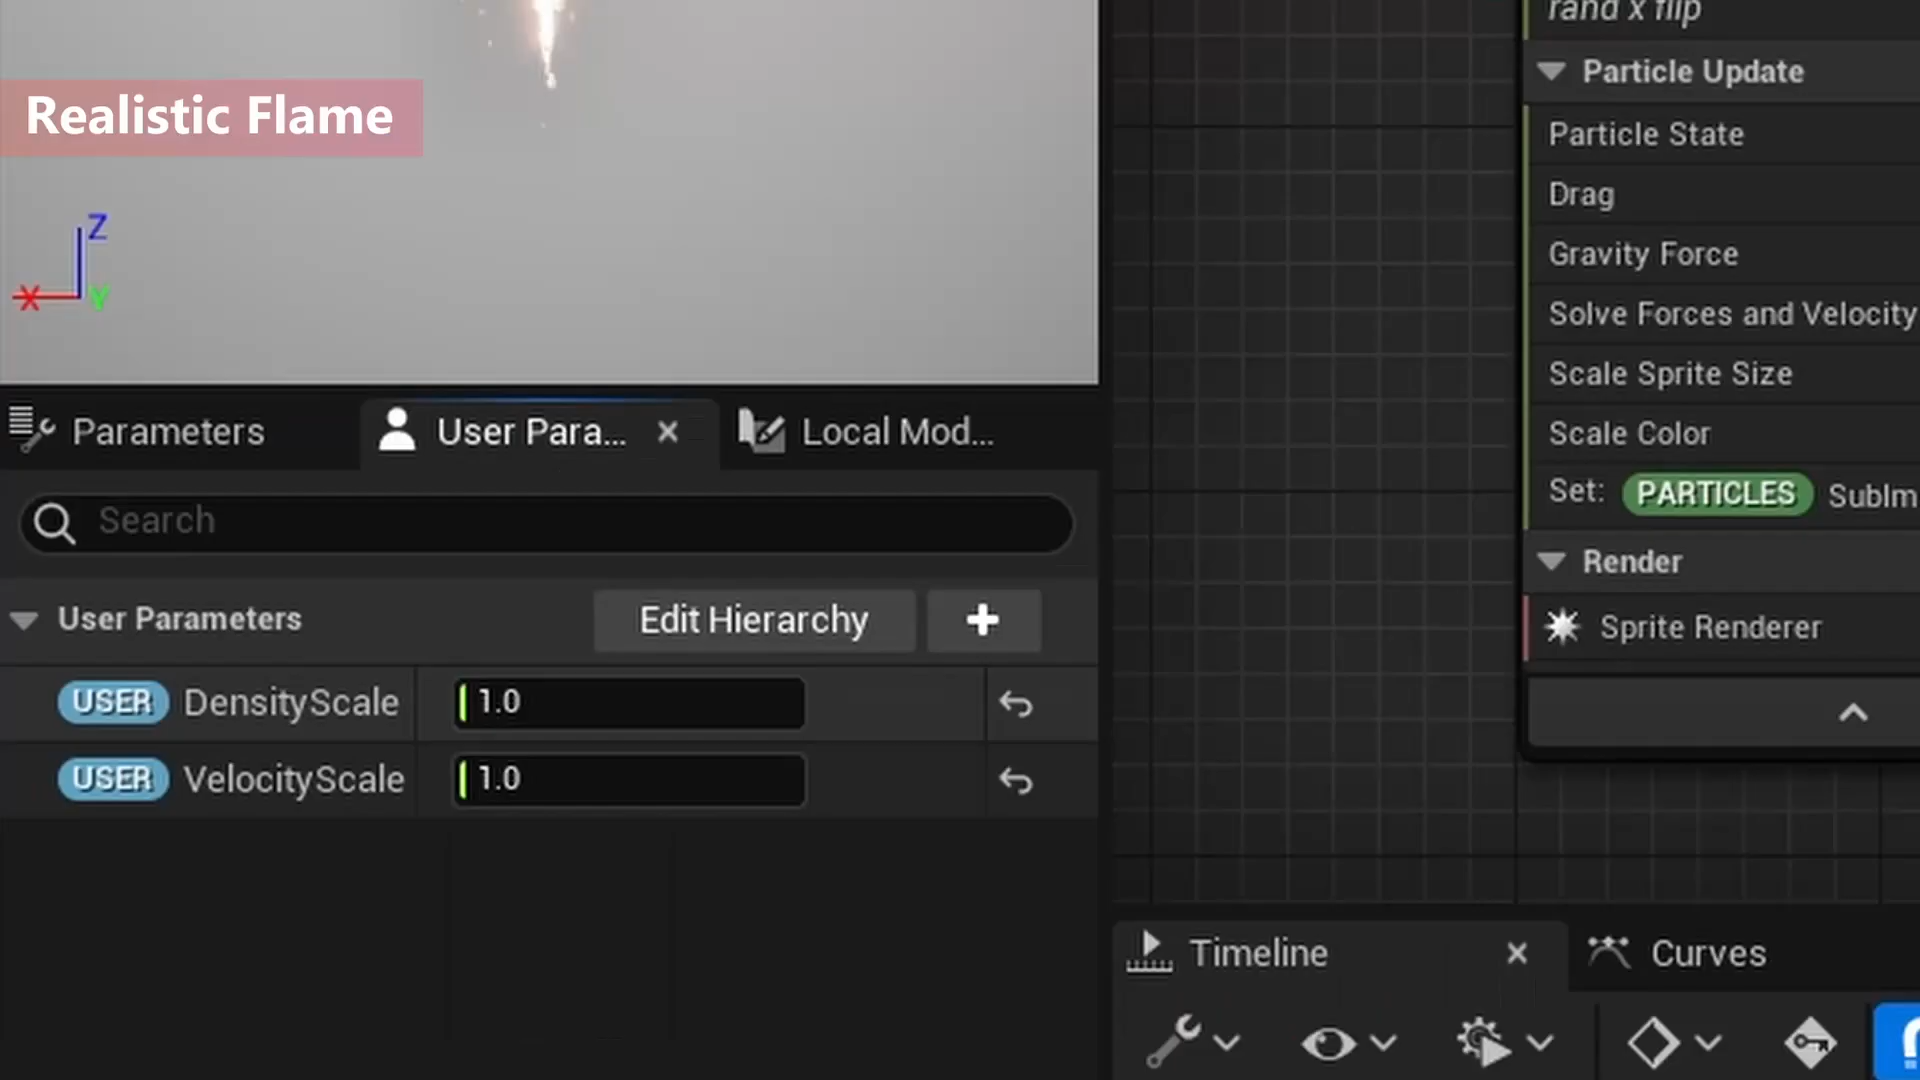 rand x flip
Particle Update
Realistic Flame
Particle State
Drag
Z
X
Y
Gravity Force
Solve Forces and Velocity
Scale Sprite Size
Scale Color
Set: PARTICLES SubIm
Render
Sprite Renderer
Parameters
User Para...
Local Mod...
Search
User Parameters
Edit Hierarchy
USER DensityScale 1.0
USER VelocityScale 1.0
Timeline
Curves